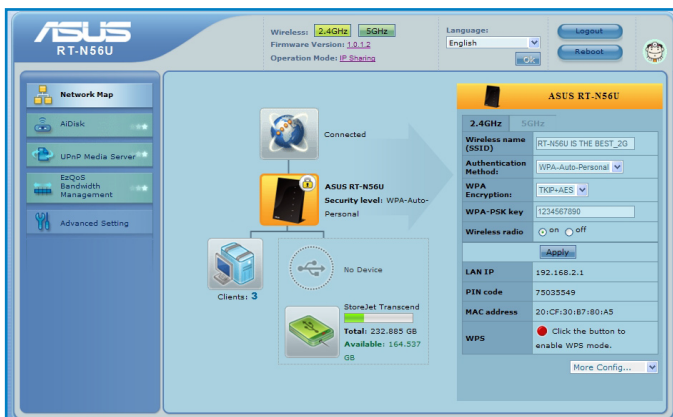 ASUS
RT-N56U
Wireless: 2.4GHz 5GHz
Firmware Version: 1.0.1.2
Operation Mode: IP Sharing
Language:
English
OK
Logout
Reboot
Network Map
AiDisk
UPnP Media Server
EzQoS
Bandwidth
Management
Advanced Setting
Connected
ASUS RT-N56U
Security level: WPA-Auto-
Personal
Clients: 3
No Device
StoreJet Transcend
Total: 232.885 GB
Available: 164.537
GB
ASUS RT-N56U
2.4GHz 5GHz
Wireless name
(SSID)
RT-N56U IS THE BEST_2G
Authentication
Method:
WPA-Auto-Personal
WPA
Encryption:
TKIP+AES
WPA-PSK key
1234567890
Wireless radio
on off
Apply
LAN IP
192.168.2.1
PIN code
75035549
MAC address
20:CF:30:B7:80:A5
WPS
Click the button to
enable WPS mode.
More Config...